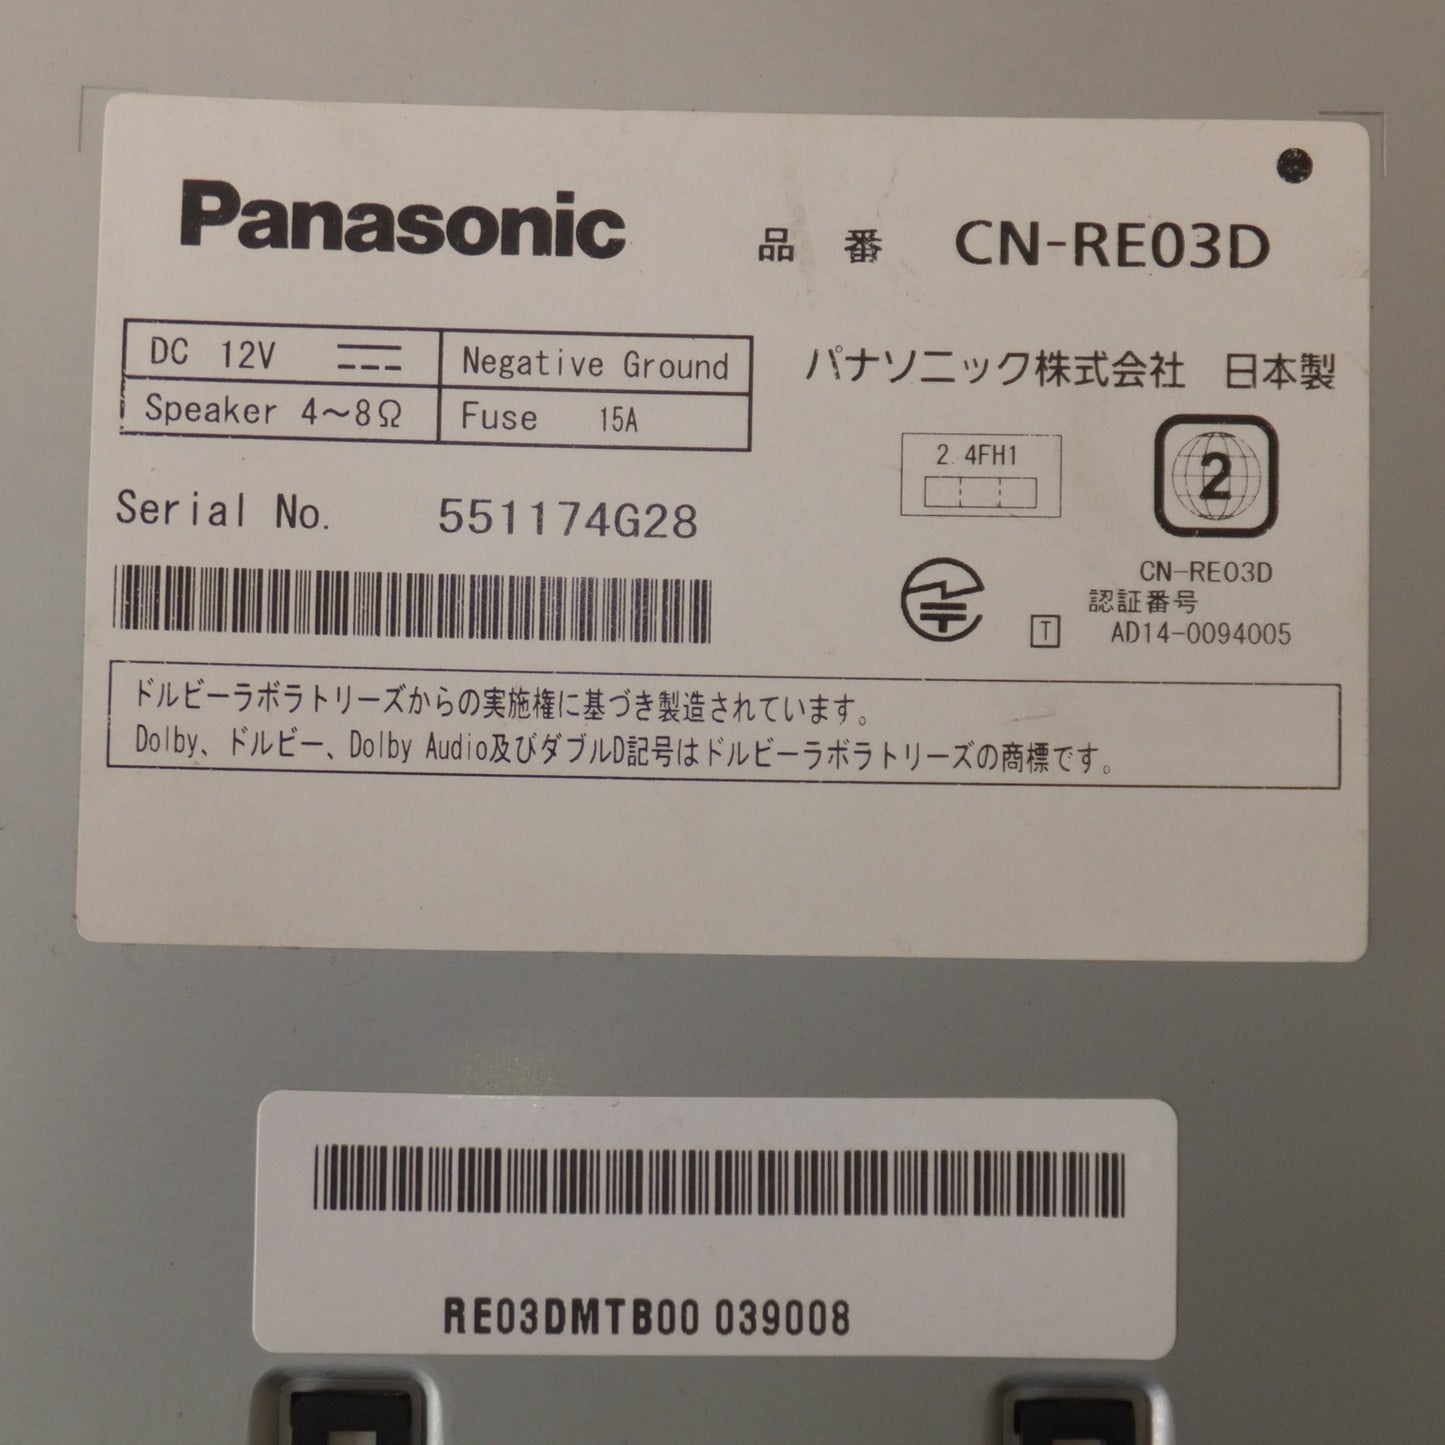 Panasonic
品 番 CN-RE03D
DC 12V Negative Ground
Speaker 4～8Ω Fuse 15A
パナソニック株式会社 日本製
2.4FH1
2
Serial No. 551174G28
CN-RE03D
認証番号
T AD14-0094005
ドルビーラボラトリーズからの実施権に基づき製造されています。
Dolby、ドルビー、Dolby Audio及びダブルD記号はドルビーラボラトリーズの商標です。
RE03DMTB00 039008